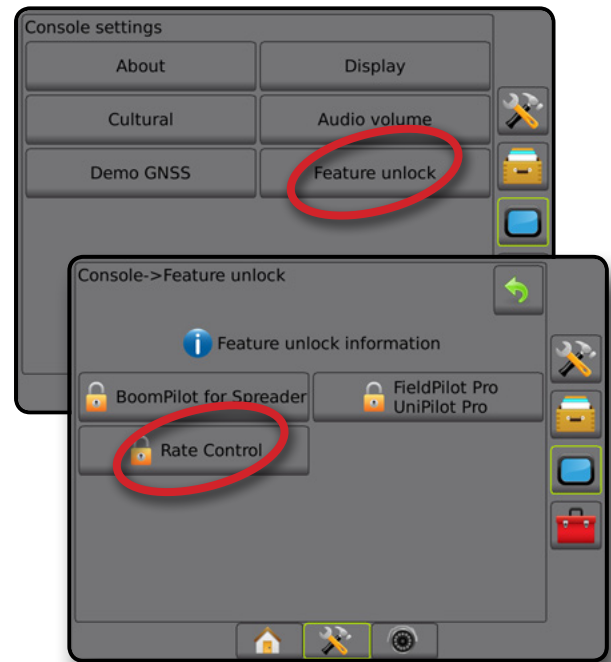 Console settings
About
Display
Cultural
Audio volume
Demo GNSS
Feature unlock
Console->Feature unlock
Feature unlock information
BoomPilot for Spreader
FieldPilot Pro
UniPilot Pro
Rate Control